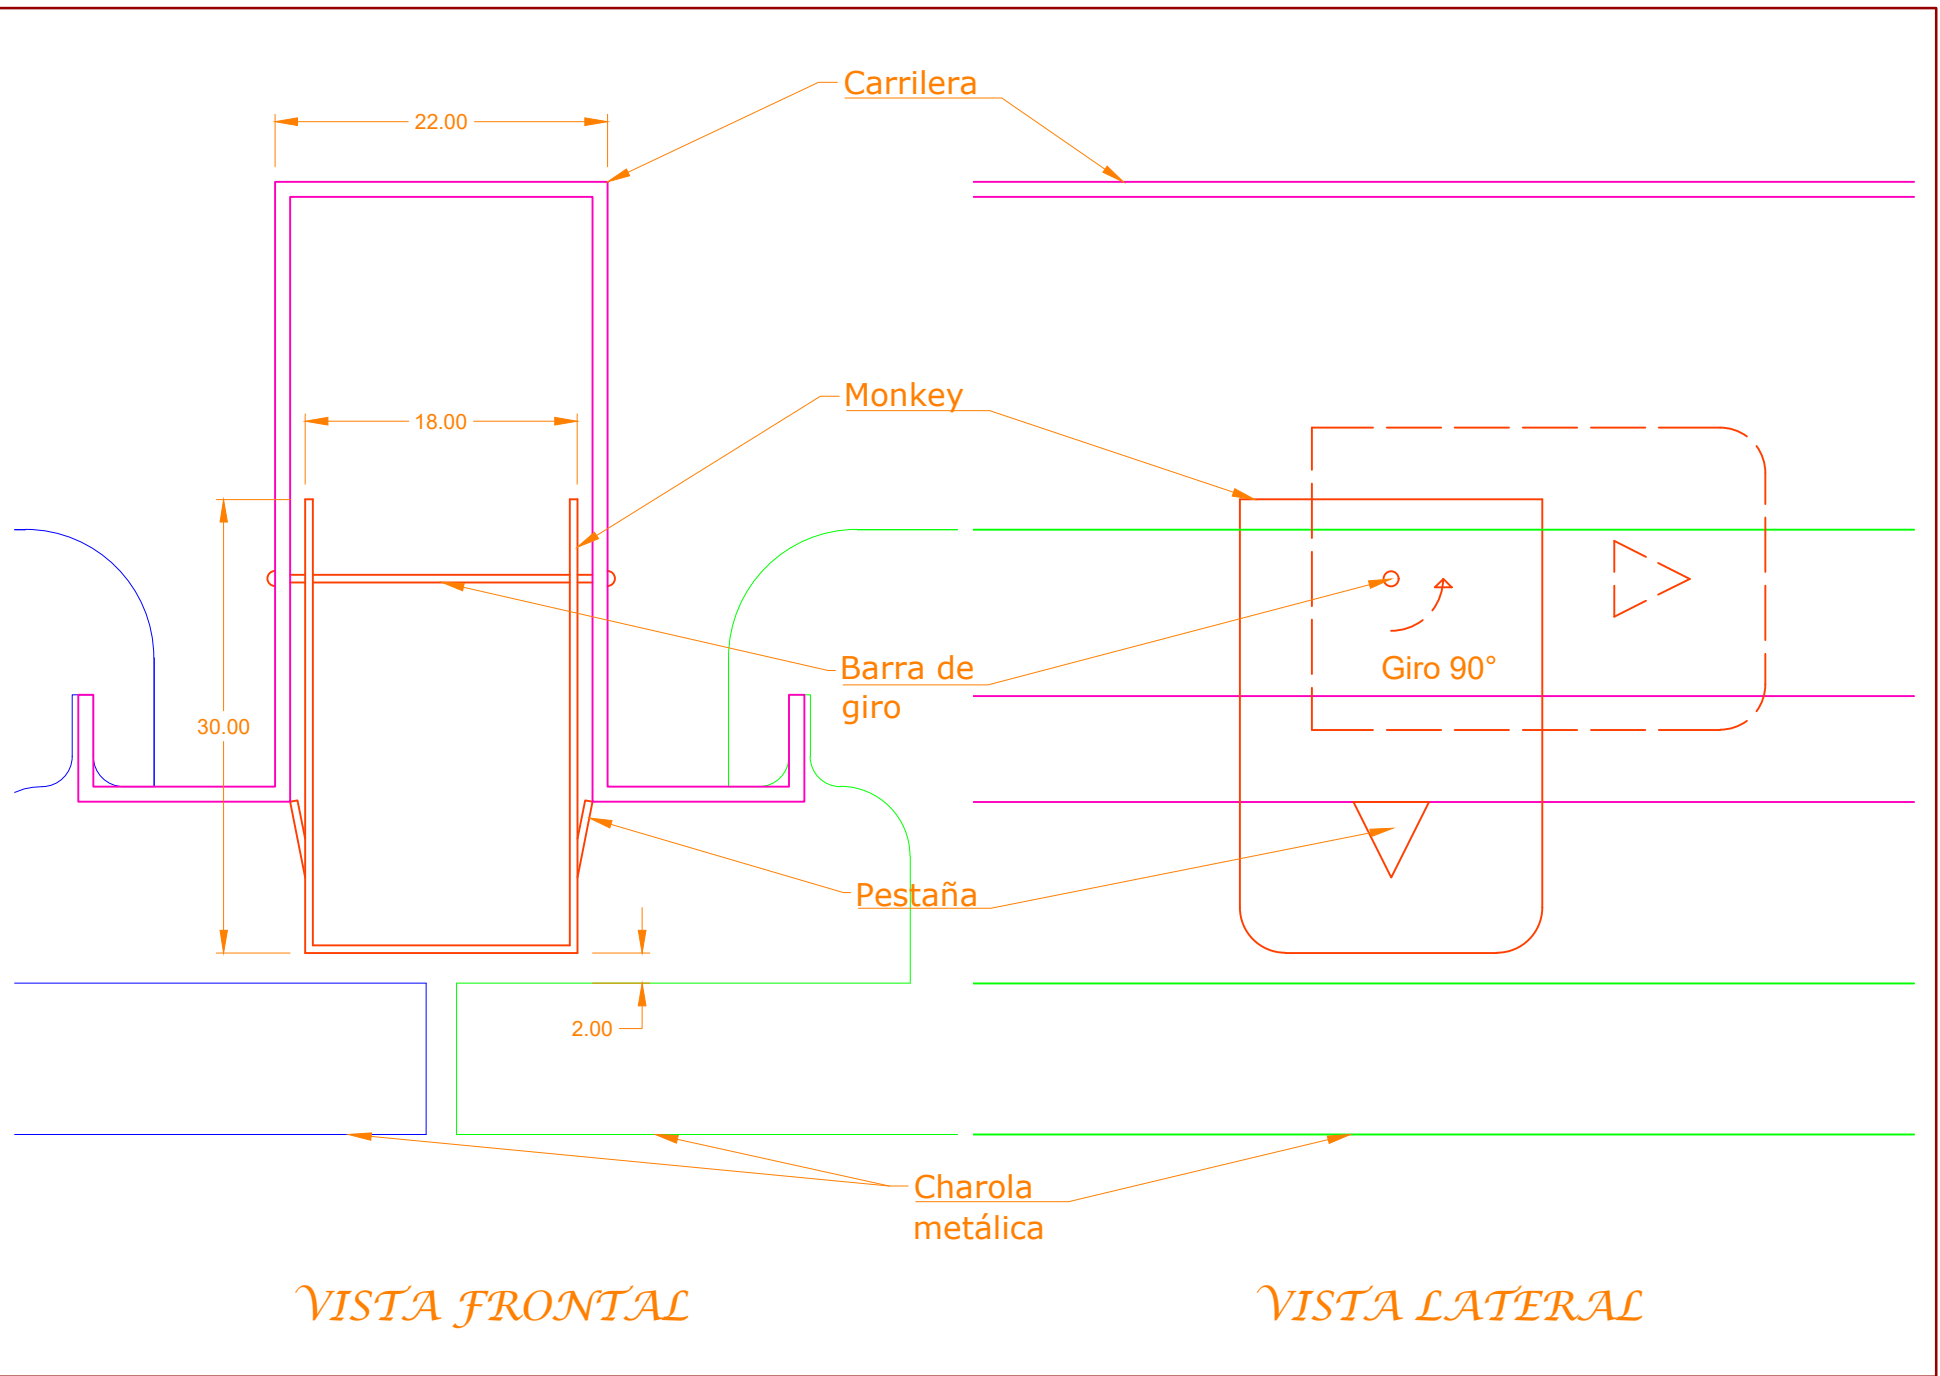 Carrilera
22.00
Monkey
18.00
Barra de
giro
Giro 90°
30.00
Pestaña
2.00
Charola
metálica
VISTA FRONTAL
VISTA LATERAL